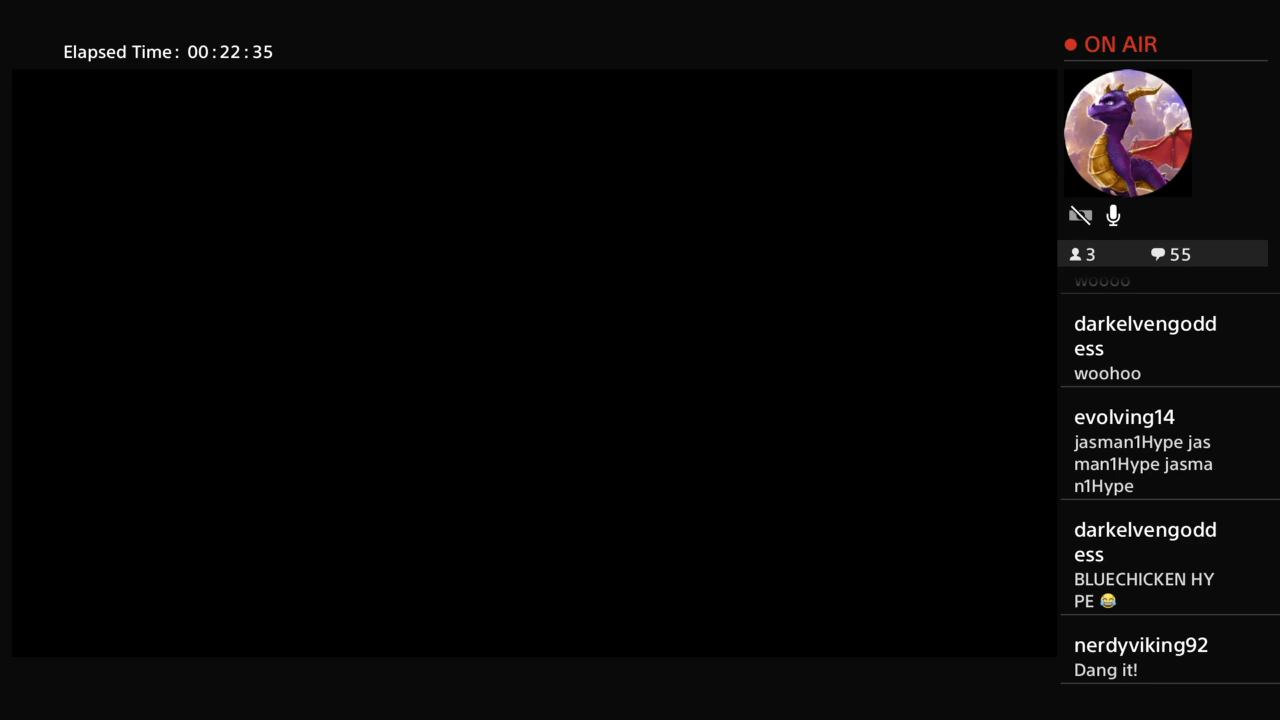 Elapsed Time: 00:22:35
ON AIR
3 55
woooo
darkelvengodd
ess
woohoo
evolving14
jasman1Hype jas
man1Hype jasma
n1Hype
darkelvengodd
ess
BLUECHICKEN HY
PE 😂
nerdyviking92
Dang it!